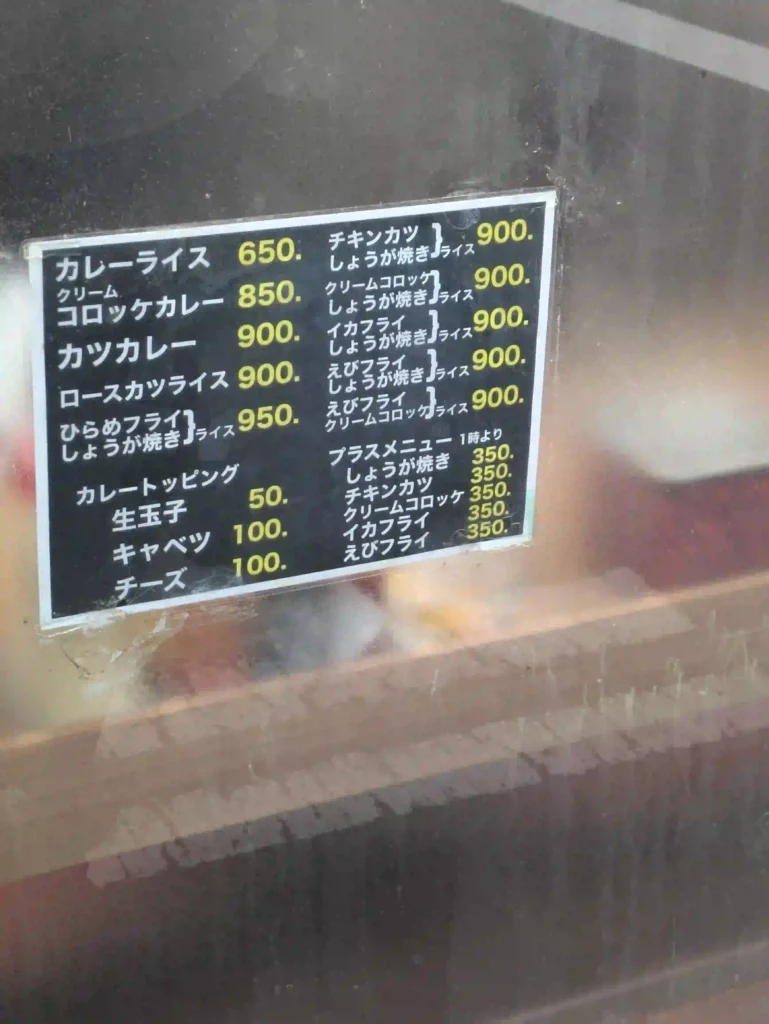 カレーライス 650.
クリーム
コロッケカレー 850.
カツカレー 900.
ロースカツライス 900.
ひらめフライ
しょうが焼き}ライス 950.
カレートッピング
生玉子 50.
キャベツ 100.
チーズ 100.
チキンカツ
しょうが焼き}ライス 900.
クリームコロッケ
しょうが焼き}ライス 900.
イカフライ
しょうが焼き}ライス 900.
えびフライ
しょうが焼き}ライス 900.
えびフライ
クリームコロッケ}ライス 900.
プラスメニュー 1時より
しょうが焼き 350.
チキンカツ 350.
クリームコロッケ 350.
イカフライ 350.
えびフライ 350.